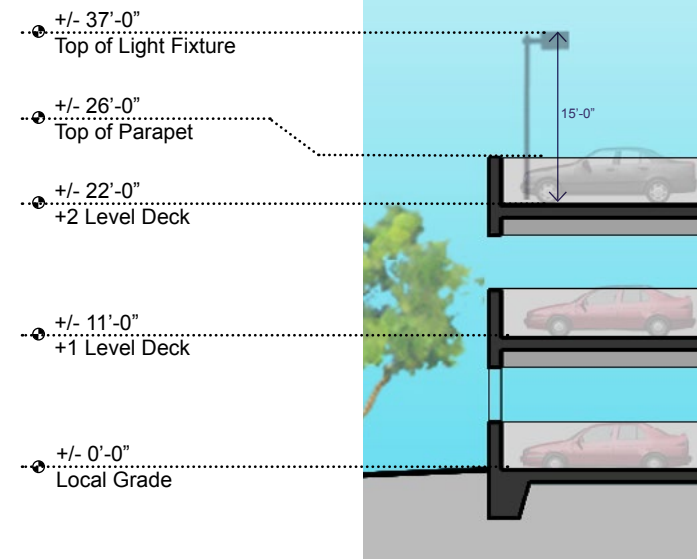 +/- 37’-0”
Top of Light Fixture
+/- 26’-0”
Top of Parapet
15’-0”
+/- 22’-0”
+2 Level Deck
+/- 11’-0”
+1 Level Deck
+/- 0’-0”
Local Grade